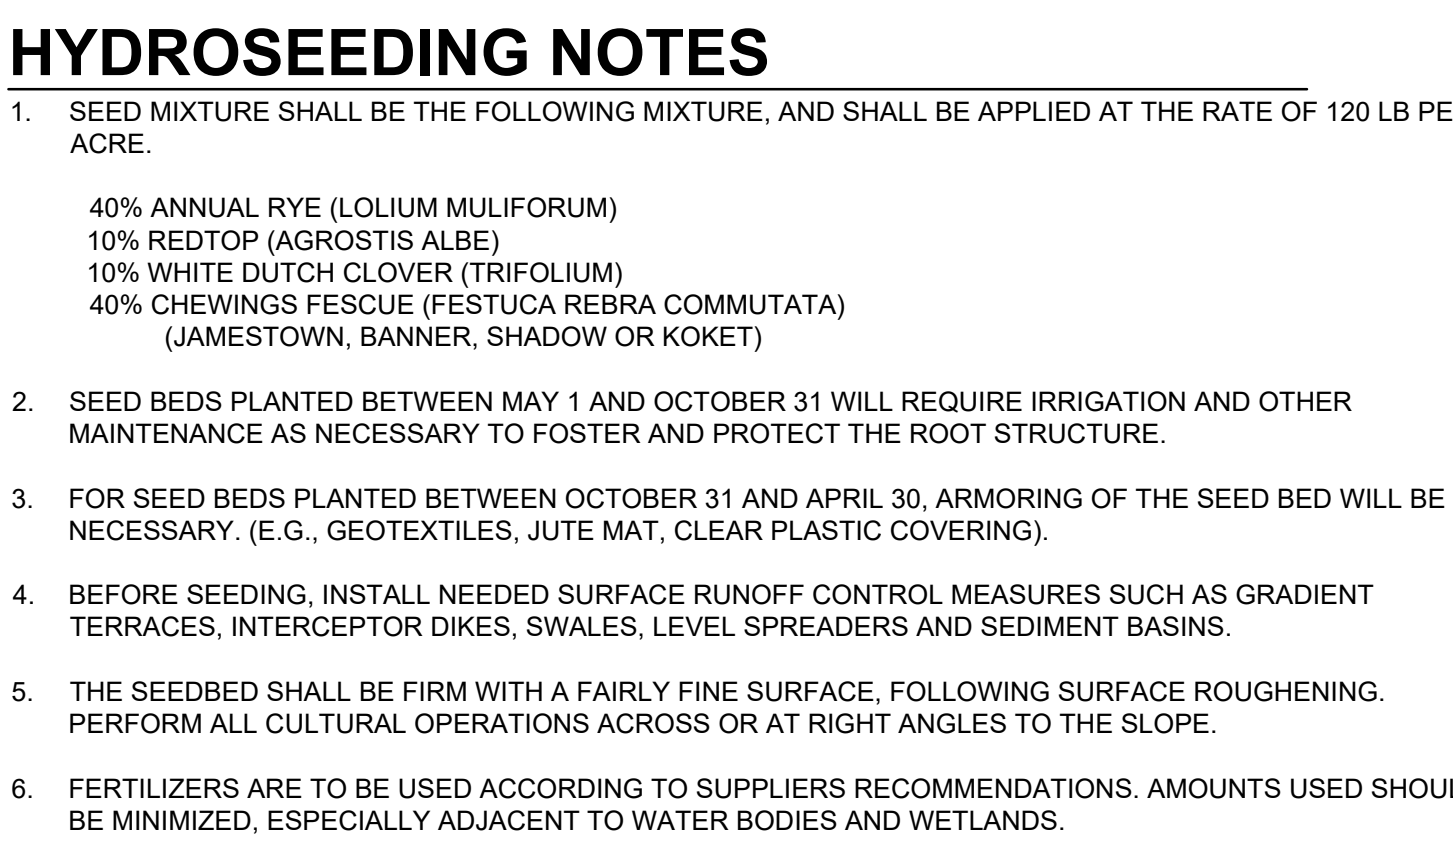 HYDROSEEDING NOTES
1. SEED MIXTURE SHALL BE THE FOLLOWING MIXTURE, AND SHALL BE APPLIED AT THE RATE OF 120 LB PE
ACRE.
40% ANNUAL RYE (LOLIUM MULIFORUM)
10% REDTOP (AGROSTIS ALBE)
10% WHITE DUTCH CLOVER (TRIFOLIUM)
40% CHEWINGS FESCUE (FESTUCA REBRA COMMUTATA)
(JAMESTOWN, BANNER, SHADOW OR KOKET)
2. SEED BEDS PLANTED BETWEEN MAY 1 AND OCTOBER 31 WILL REQUIRE IRRIGATION AND OTHER
MAINTENANCE AS NECESSARY TO FOSTER AND PROTECT THE ROOT STRUCTURE.
3. FOR SEED BEDS PLANTED BETWEEN OCTOBER 31 AND APRIL 30, ARMORING OF THE SEED BED WILL BE
NECESSARY. (E.G., GEOTEXTILES, JUTE MAT, CLEAR PLASTIC COVERING).
4. BEFORE SEEDING, INSTALL NEEDED SURFACE RUNOFF CONTROL MEASURES SUCH AS GRADIENT
TERRACES, INTERCEPTOR DIKES, SWALES, LEVEL SPREADERS AND SEDIMENT BASINS.
5. THE SEEDBED SHALL BE FIRM WITH A FAIRLY FINE SURFACE, FOLLOWING SURFACE ROUGHENING.
PERFORM ALL CULTURAL OPERATIONS ACROSS OR AT RIGHT ANGLES TO THE SLOPE.
6. FERTILIZERS ARE TO BE USED ACCORDING TO SUPPLIERS RECOMMENDATIONS. AMOUNTS USED SHOUL
BE MINIMIZED, ESPECIALLY ADJACENT TO WATER BODIES AND WETLANDS.